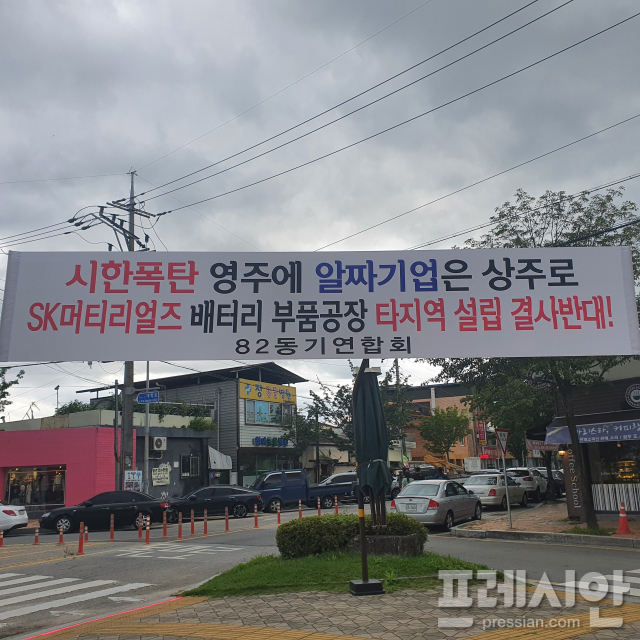 시한폭탄 영주에 알짜기업은 상주로
SK머티리얼즈 배터리 부품공장 타지역 설립 결사반대!
82동기연합회
프레시안
pressian.com